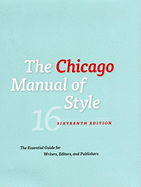 The Chicago
Manual of
Style
16
SIXTEENTH EDITION
The Essential Guide for
Writers, Editors, and Publishers